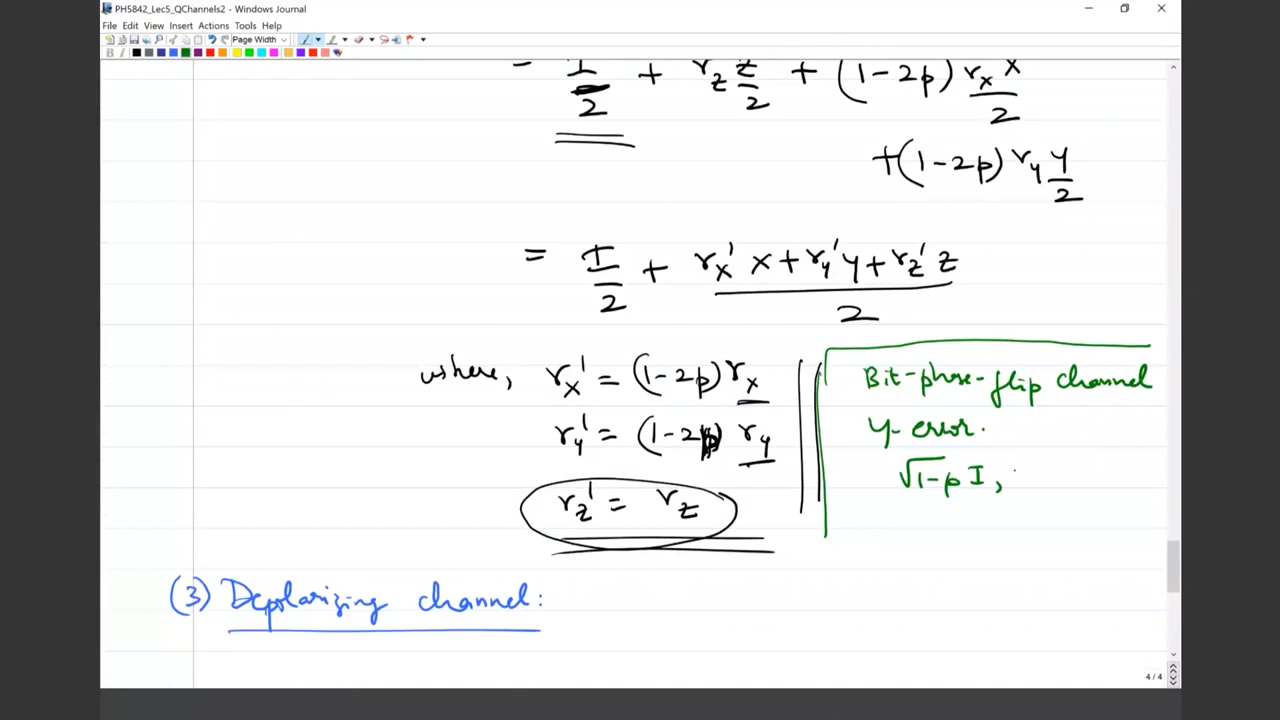 PH5842_Lec5_QChannels2 - Windows Journal
File Edit View Insert Actions Tools Help
Page Width
B I
= I/2 + r_z Z/2 + (1-2p) r_x X/2
+(1-2p) r_y Y/2
= I/2 + (r_x' X + r_y' Y + r_z' Z)/2
where, r_x' = (1-2p) r_x
r_y' = (1-2p) r_y
r_z' = r_z
Bit-phase-flip channel
Y-error.
√1-p I,
(3) Depolarizing channel:
4 / 4